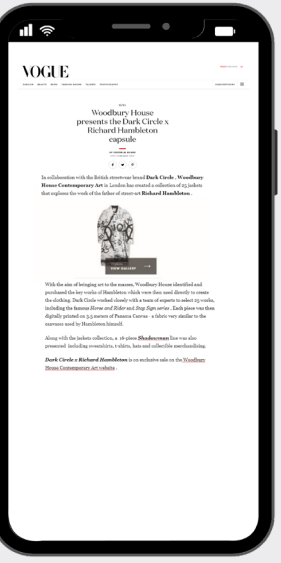 VOGUE
Woodbury House
presents the Dark Circle x
Richard Hambleton
capsule
In collaboration with the British streetwear brand Dark Circle , Woodbury
House Contemporary Art in London has created a collection of 25 jackets
that explores the work of the father of street-art Richard Hambleton .
VIEW GALLERY
With the aim of bringing art to the masses, Woodbury House identified and
purchased the key works of Hambleton which were then used directly to create
the clothing. Dark Circle worked closely with a team of experts to select 25 works,
including the famous Horse and Rider and Stop Sign series . Each piece was then
digitally printed on 5.5 meters of Panama Canvas - a fabric very similar to the
canvases used by Hambleton himself.
Along with the jackets collection, a 16-piece Shadowman line was also
presented including sweatshirts, t-shirts, hats and collectible merchandising.
Dark Circle x Richard Hambleton is on exclusive sale on the Woodbury
House Contemporary Art website .